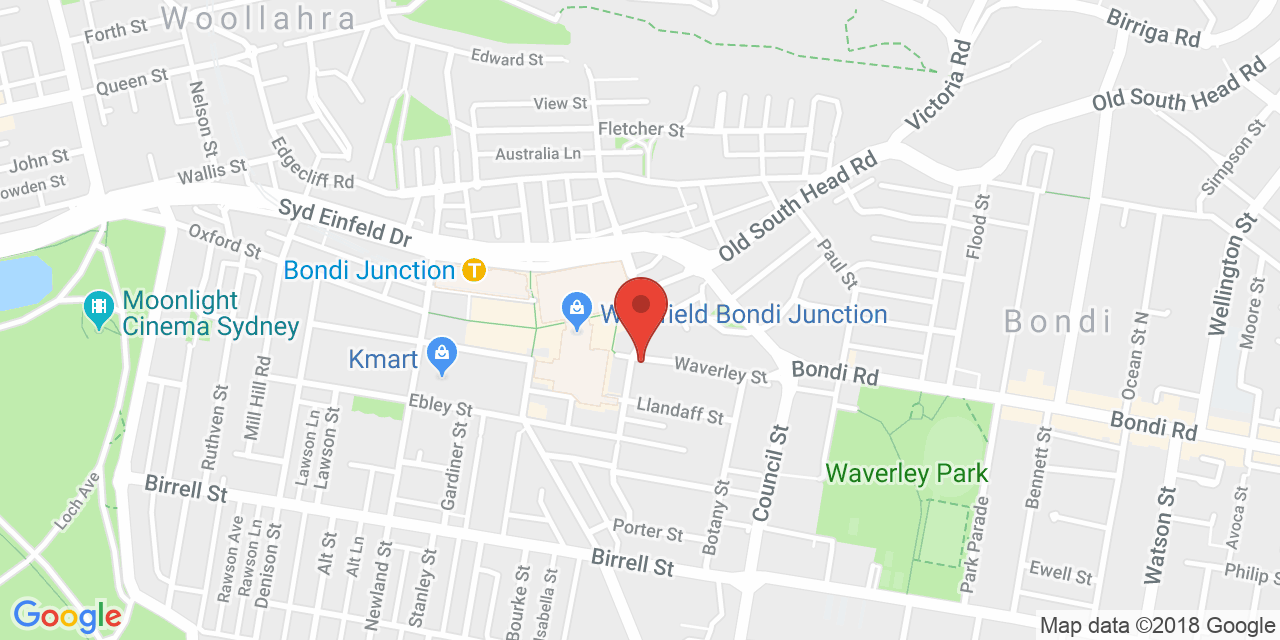 Woollahra
Forth St
Queen St
Nelson St
Edward St
View St
Fletcher St
Australia Ln
Victoria Rd
Birriga Rd
Old South Head Rd
Simpson St
John St
owden St
Wallis St
Edgecliff Rd
Syd Einfeld Dr
Oxford St
Old South Head Rd
Paul St
Flood St
Wellington St
Moore St
Bondi Junction
T
Moonlight
Cinema Sydney
Kmart
W field Bondi Junction
Bondi
Ocean St N
Waverley St
Bondi Rd
Llandaff St
Ebley St
Mill Hill Rd
Ruthven St
Lawson Ln
Lawson St
Gardiner St
Council St
Botany St
Waverley Park
Bennett St
Bondi Rd
Watson St
Avoca St
Loch Ave
Birrell St
Porter St
Birrell St
Park Parade
Ewell St
Philip S
Rawson Ave
Rawson Ln
Denison St
Alt St
Alt Ln
Newland St
Stanley St
Bourke St
Isabella St
Google
Map data ©2018 Google